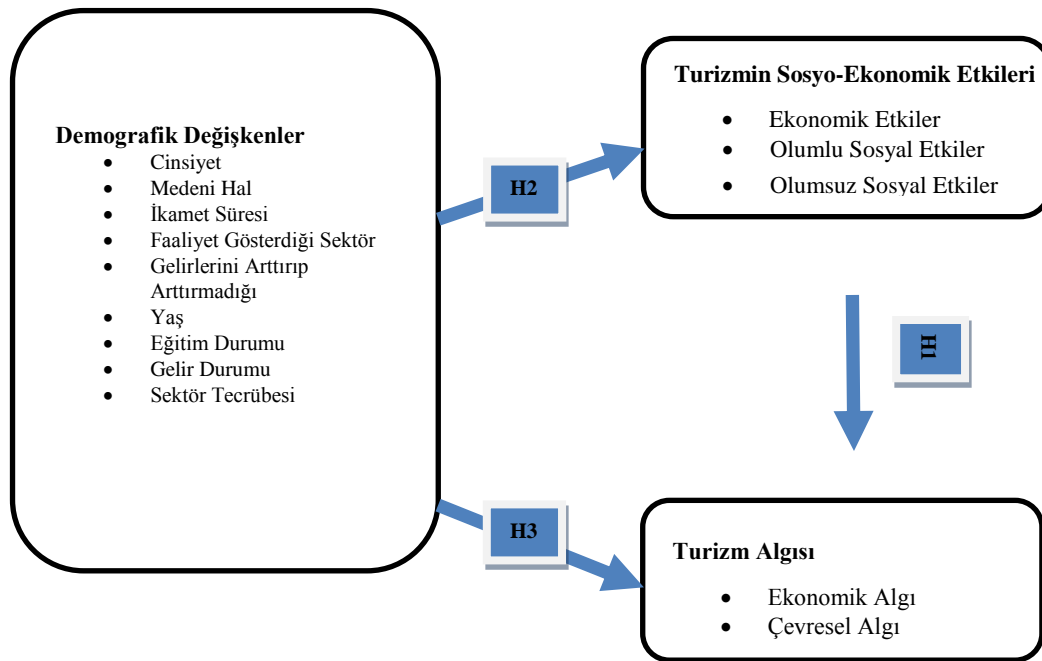 Demografik Değişkenler
• Cinsiyet
• Medeni Hal
• İkamet Süresi
• Faaliyet Gösterdiği Sektör
• Gelirlerini Arttırıp
Arttırmadığı
• Yaş
• Eğitim Durumu
• Gelir Durumu
• Sektör Tecrübesi
H2
Turizmin Sosyo-Ekonomik Etkileri
• Ekonomik Etkiler
• Olumlu Sosyal Etkiler
• Olumsuz Sosyal Etkiler
H1
H3
Turizm Algısı
• Ekonomik Algı
• Çevresel Algı